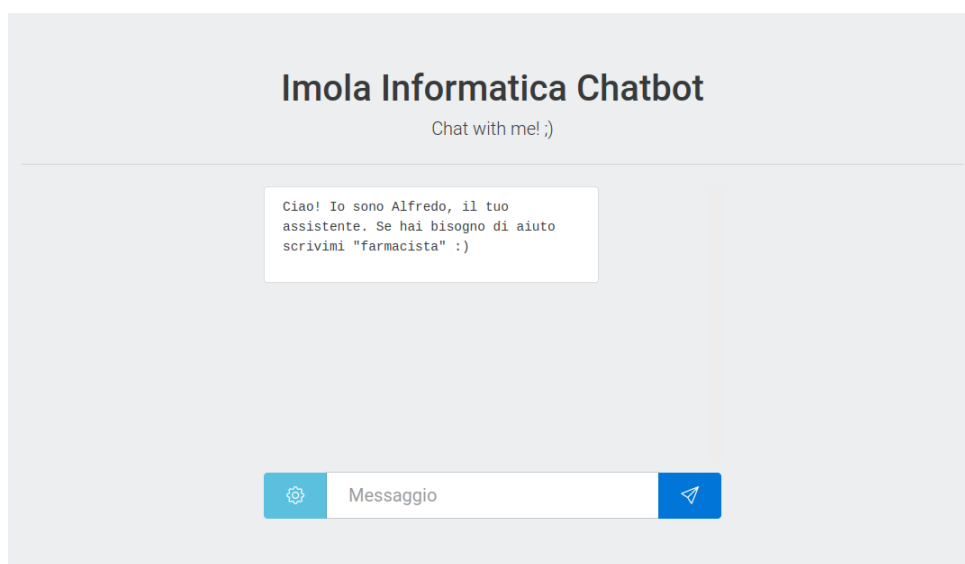 Imola Informatica Chatbot
Chat with me! ;)
Ciao! Io sono Alfredo, il tuo
assistente. Se hai bisogno di aiuto
scrivimi "farmacista" :)
Messaggio